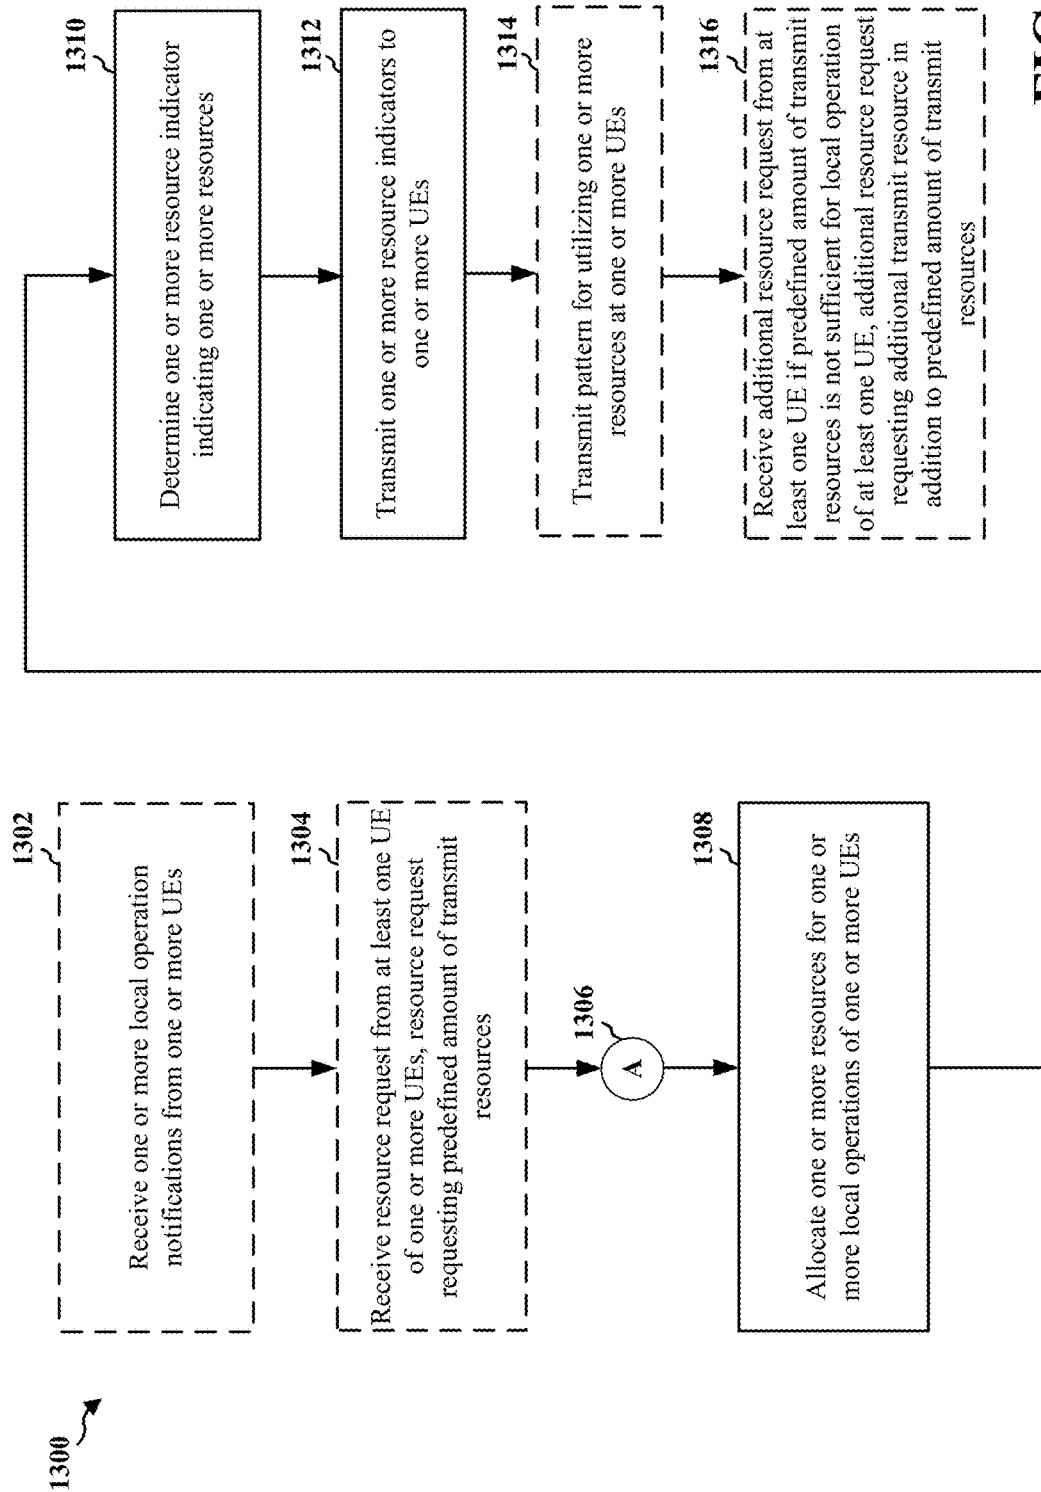 1300
1302
Receive one or more local operation
notifications from one or more UEs
1304
Receive resource request from at least one UE
of one or more UEs, resource request
requesting predefined amount of transmit
resources
A
1306
1308
Allocate one or more resources for one or
more local operations of one or more UEs
1310
Determine one or more resource indicator
indicating one or more resources
1312
Transmit one or more resource indicators to
one or more UEs
1314
Transmit pattern for utilizing one or more
resources at one or more UEs
1316
Receive additional resource request from at
least one UE if predefined amount of transmit
resources is not sufficient for local operation
of at least one UE, additional resource request
requesting additional transmit resource in
addition to predefined amount of transmit
resources